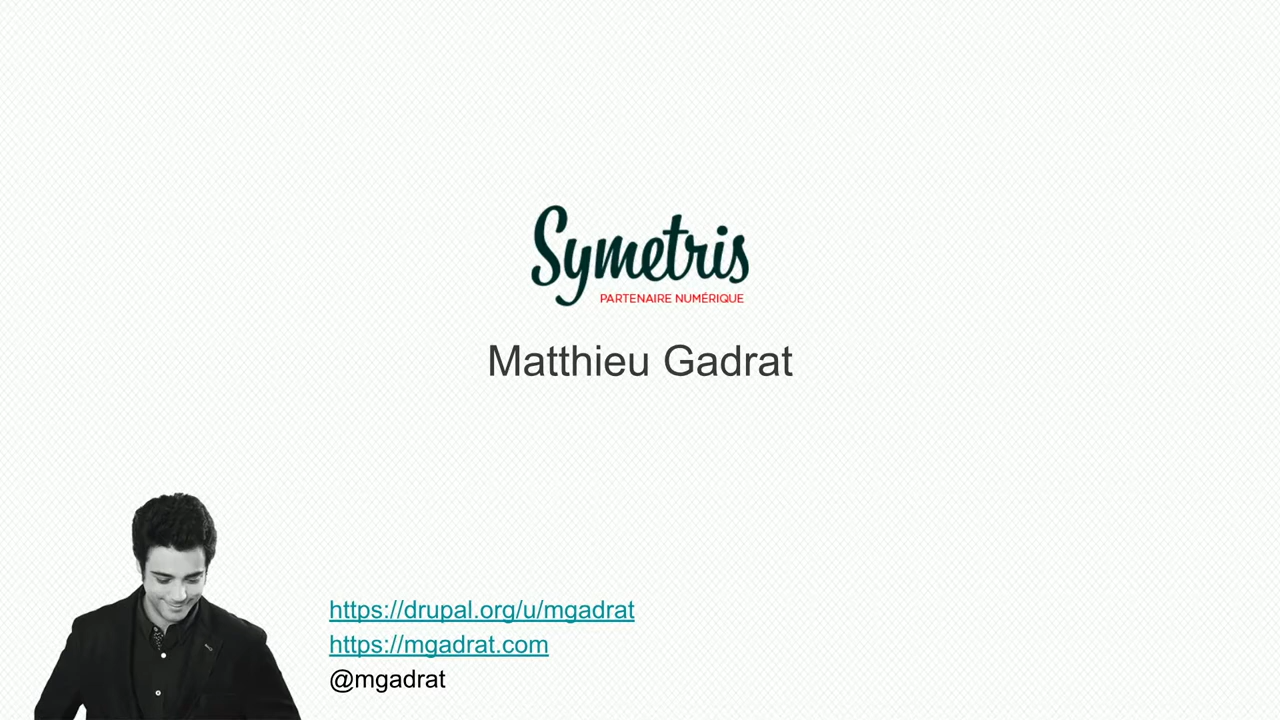 Symetris
PARTENAIRE NUMÉRIQUE
Matthieu Gadrat
https://drupal.org/u/mgadrat
https://mgadrat.com
@mgadrat